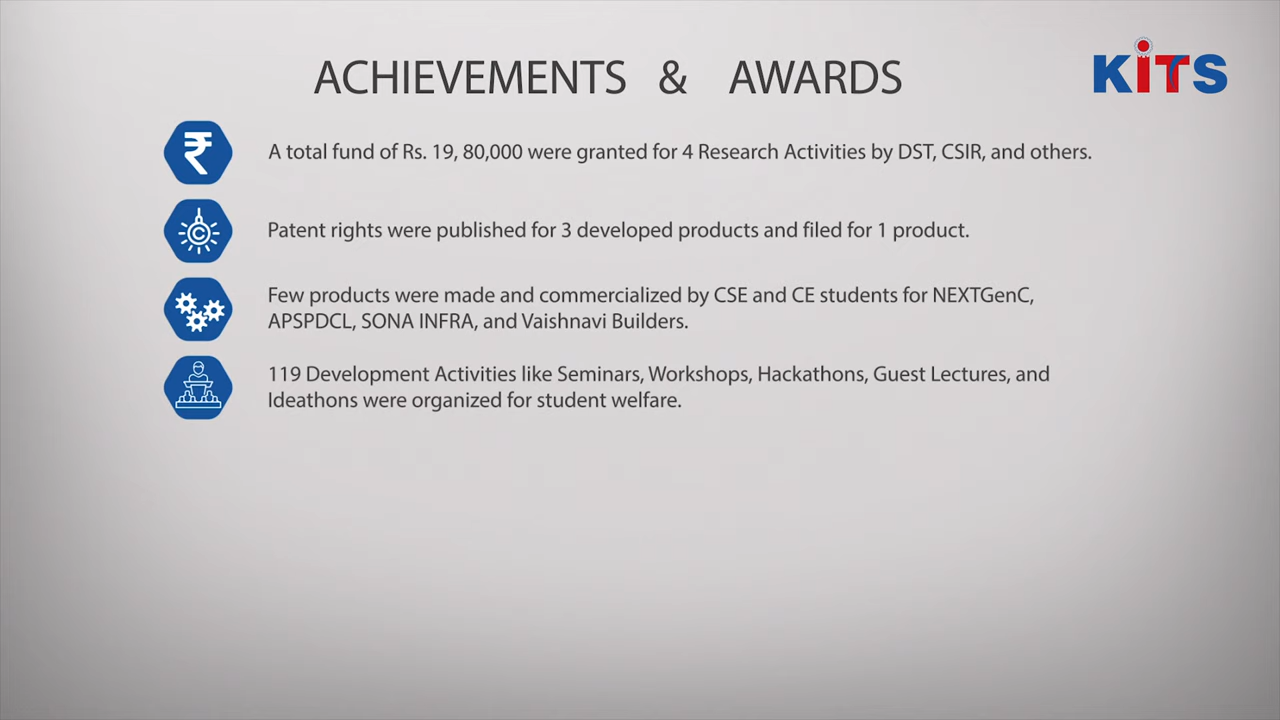 ACHIEVEMENTS & AWARDS
KiTS
₹
A total fund of Rs. 19, 80,000 were granted for 4 Research Activities by DST, CSIR, and others.
C
Patent rights were published for 3 developed products and filed for 1 product.
Few products were made and commercialized by CSE and CE students for NEXTGenC,
APSPDCL, SONA INFRA, and Vaishnavi Builders.
119 Development Activities like Seminars, Workshops, Hackathons, Guest Lectures, and
Ideathons were organized for student welfare.